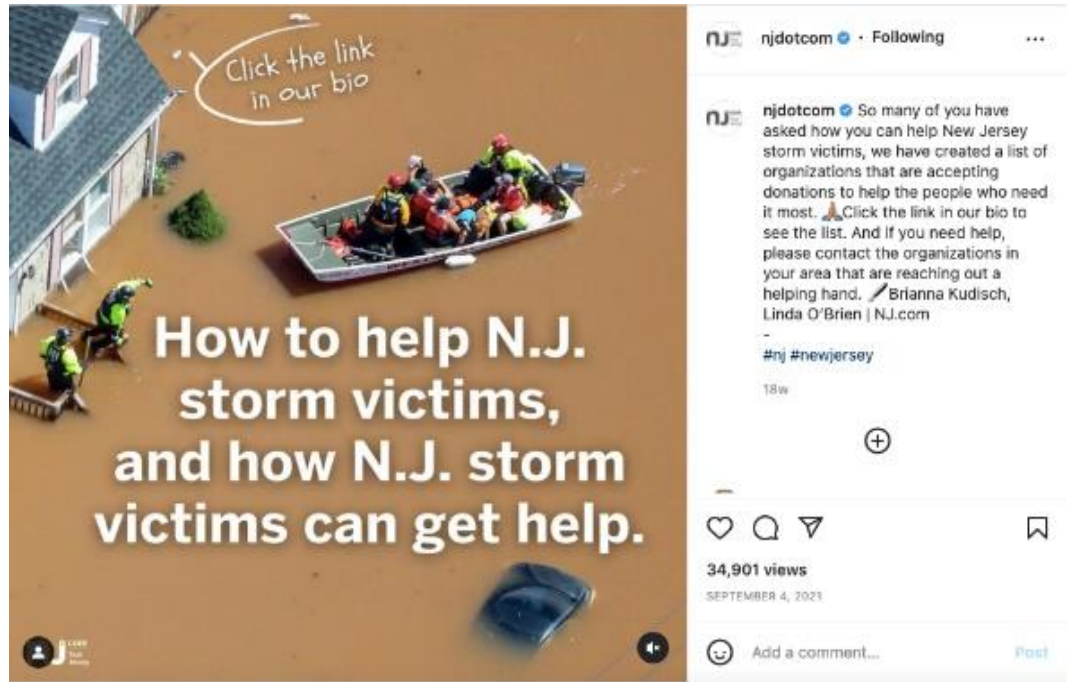 Click the link
in our bio
How to help N.J.
storm victims,
and how N.J. storm
victims can get help.
njdotcom • Following
...
njdotcom So many of you have
asked how you can help New Jersey
storm victims, we have created a list of
organizations that are accepting
donations to help the people who need
it most. 🙏Click the link in our bio to
see the list. And if you need help,
please contact the organizations in
your area that are reaching out a
helping hand. 🖊Brianna Kudisch,
Linda O'Brien | NJ.com
-
#nj #newjersey
18w
34,901 views
SEPTEMBER 4, 2021
Add a comment...
Post